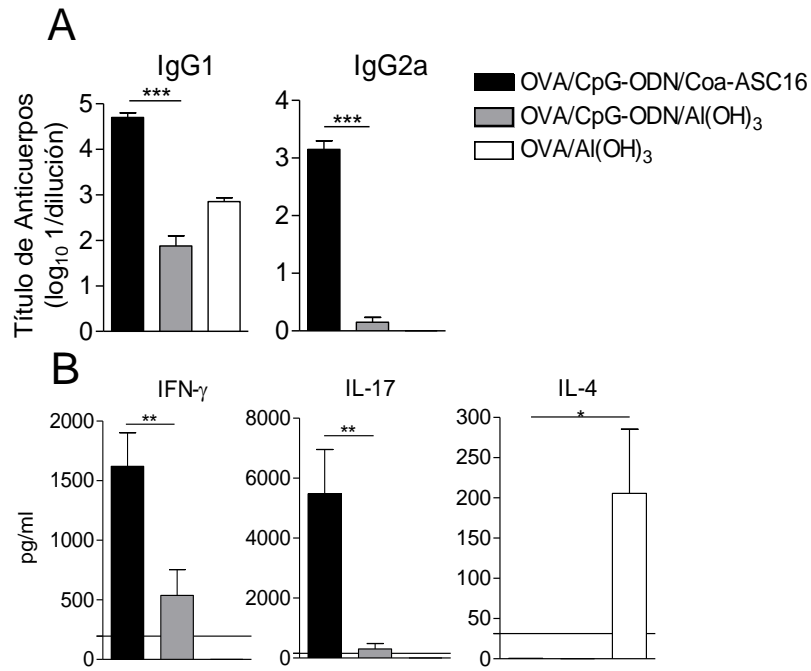 A
IgG1
IgG2a
OVA/CpG-ODN/Coa-ASC16
OVA/CpG-ODN/Al(OH)₃
OVA/Al(OH)₃
Título de Anticuerpos
(log₁₀ 1/dilución)
5
4
3
2
1
0
***
4
3
2
1
0
***
B
IFN-γ
IL-17
IL-4
pg/ml
2000
1500
1000
500
0
**
8000
6000
4000
2000
0
**
300
250
200
150
100
50
0
*